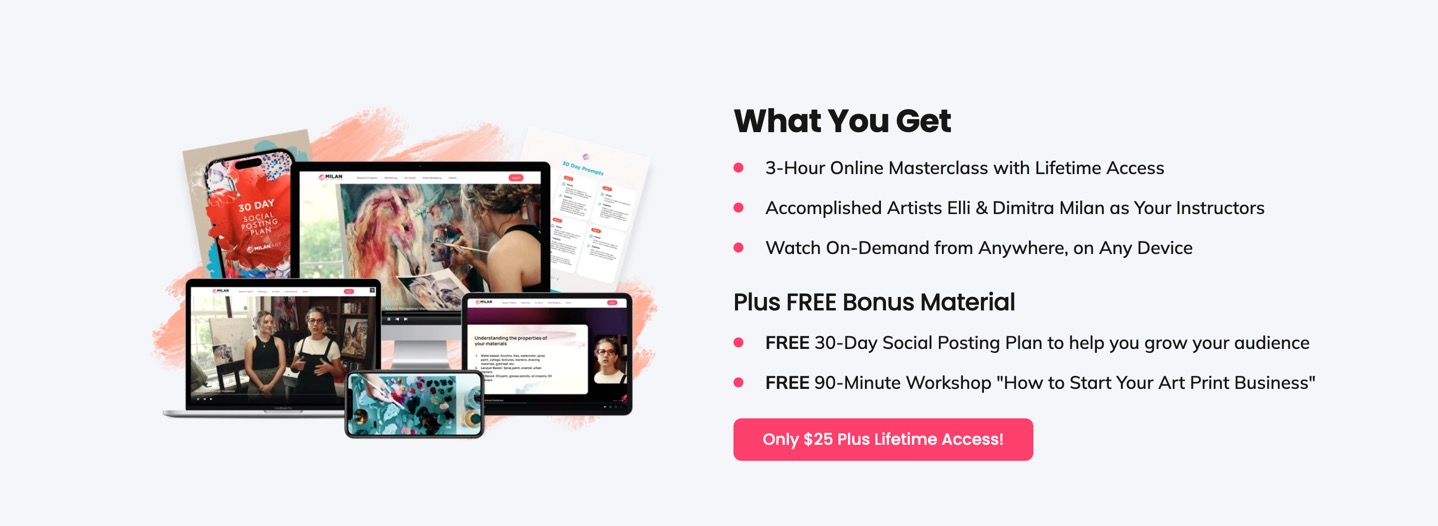 What You Get
3-Hour Online Masterclass with Lifetime Access
Accomplished Artists Elli & Dimitra Milan as Your Instructors
Watch On-Demand from Anywhere, on Any Device
Plus FREE Bonus Material
FREE 30-Day Social Posting Plan to help you grow your audience
FREE 90-Minute Workshop "How to Start Your Art Print Business"
Only $25 Plus Lifetime Access!
30 DAY
SOCIAL
POSTING
PLAN
MILAN ART
MILAN
30 Day Prompts
MILAN
MILAN
Understanding the properties of
your materials